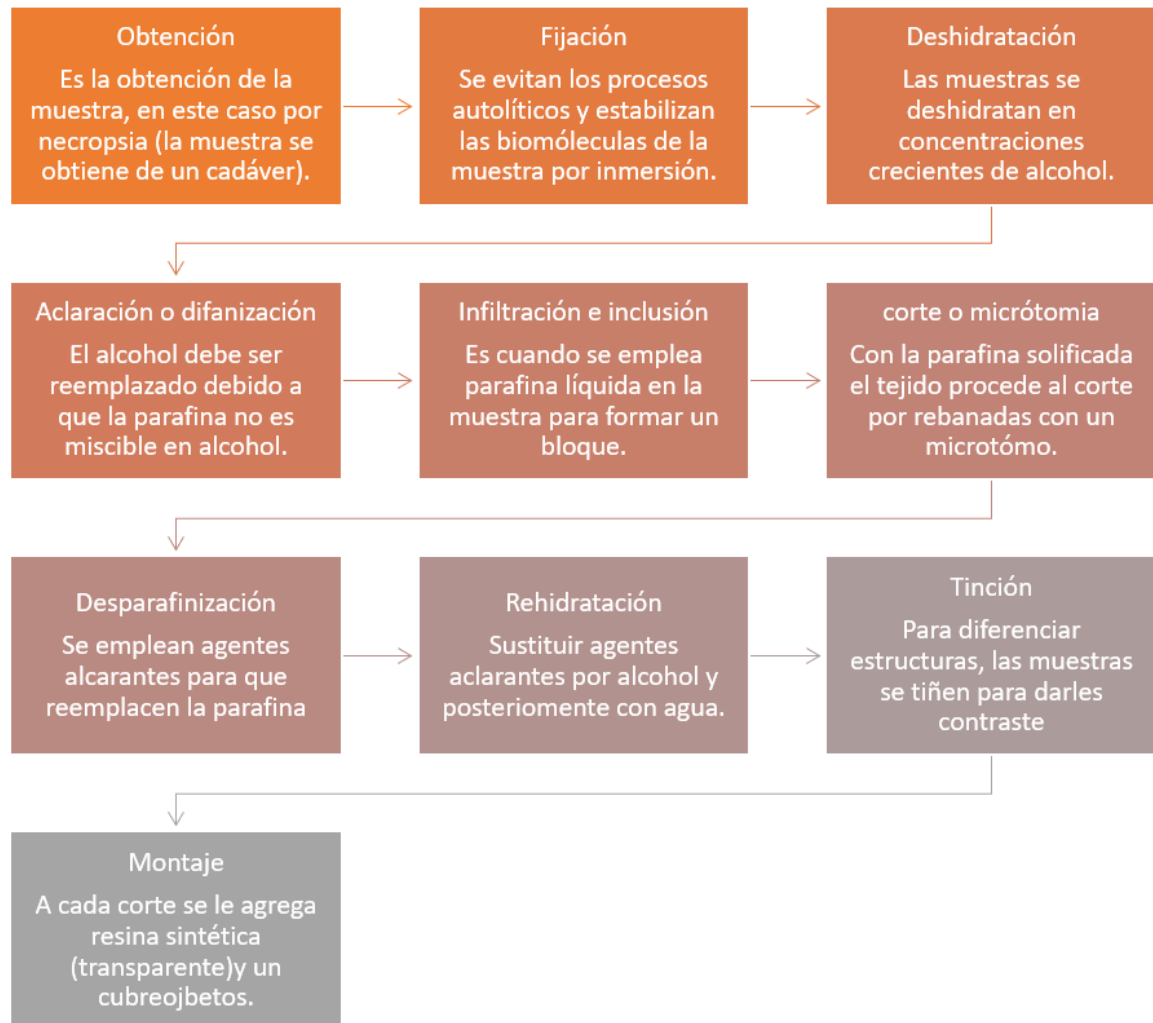 Obtención
Es la obtención de la
muestra, en este caso por
necropsia (la muestra se
obtiene de un cadáver).
Fijación
Se evitan los procesos
autolíticos y estabilizan
las biomóleculas de la
muestra por inmersión.
Deshidratación
Las muestras se
deshidratan en
concentraciones
crecientes de alcohol.
Aclaración o difanización
El alcohol debe ser
reemplazado debido a
que la parafina no es
miscible en alcohol.
Infiltración e inclusión
Es cuando se emplea
parafina líquida en la
muestra para formar un
bloque.
corte o micrótomia
Con la parafina solificada
el tejido procede al corte
por rebanadas con un
microtómo.
Desparafinización
Se emplean agentes
alcarantes para que
reemplacen la parafina
Rehidratación
Sustituir agentes
aclarantes por alcohol y
posteriomente con agua.
Tinción
Para diferenciar
estructuras, las muestras
se tiñen para darles
contraste
Montaje
A cada corte se le agrega
resina sintética
(transparente)y un
cubreojbetos.